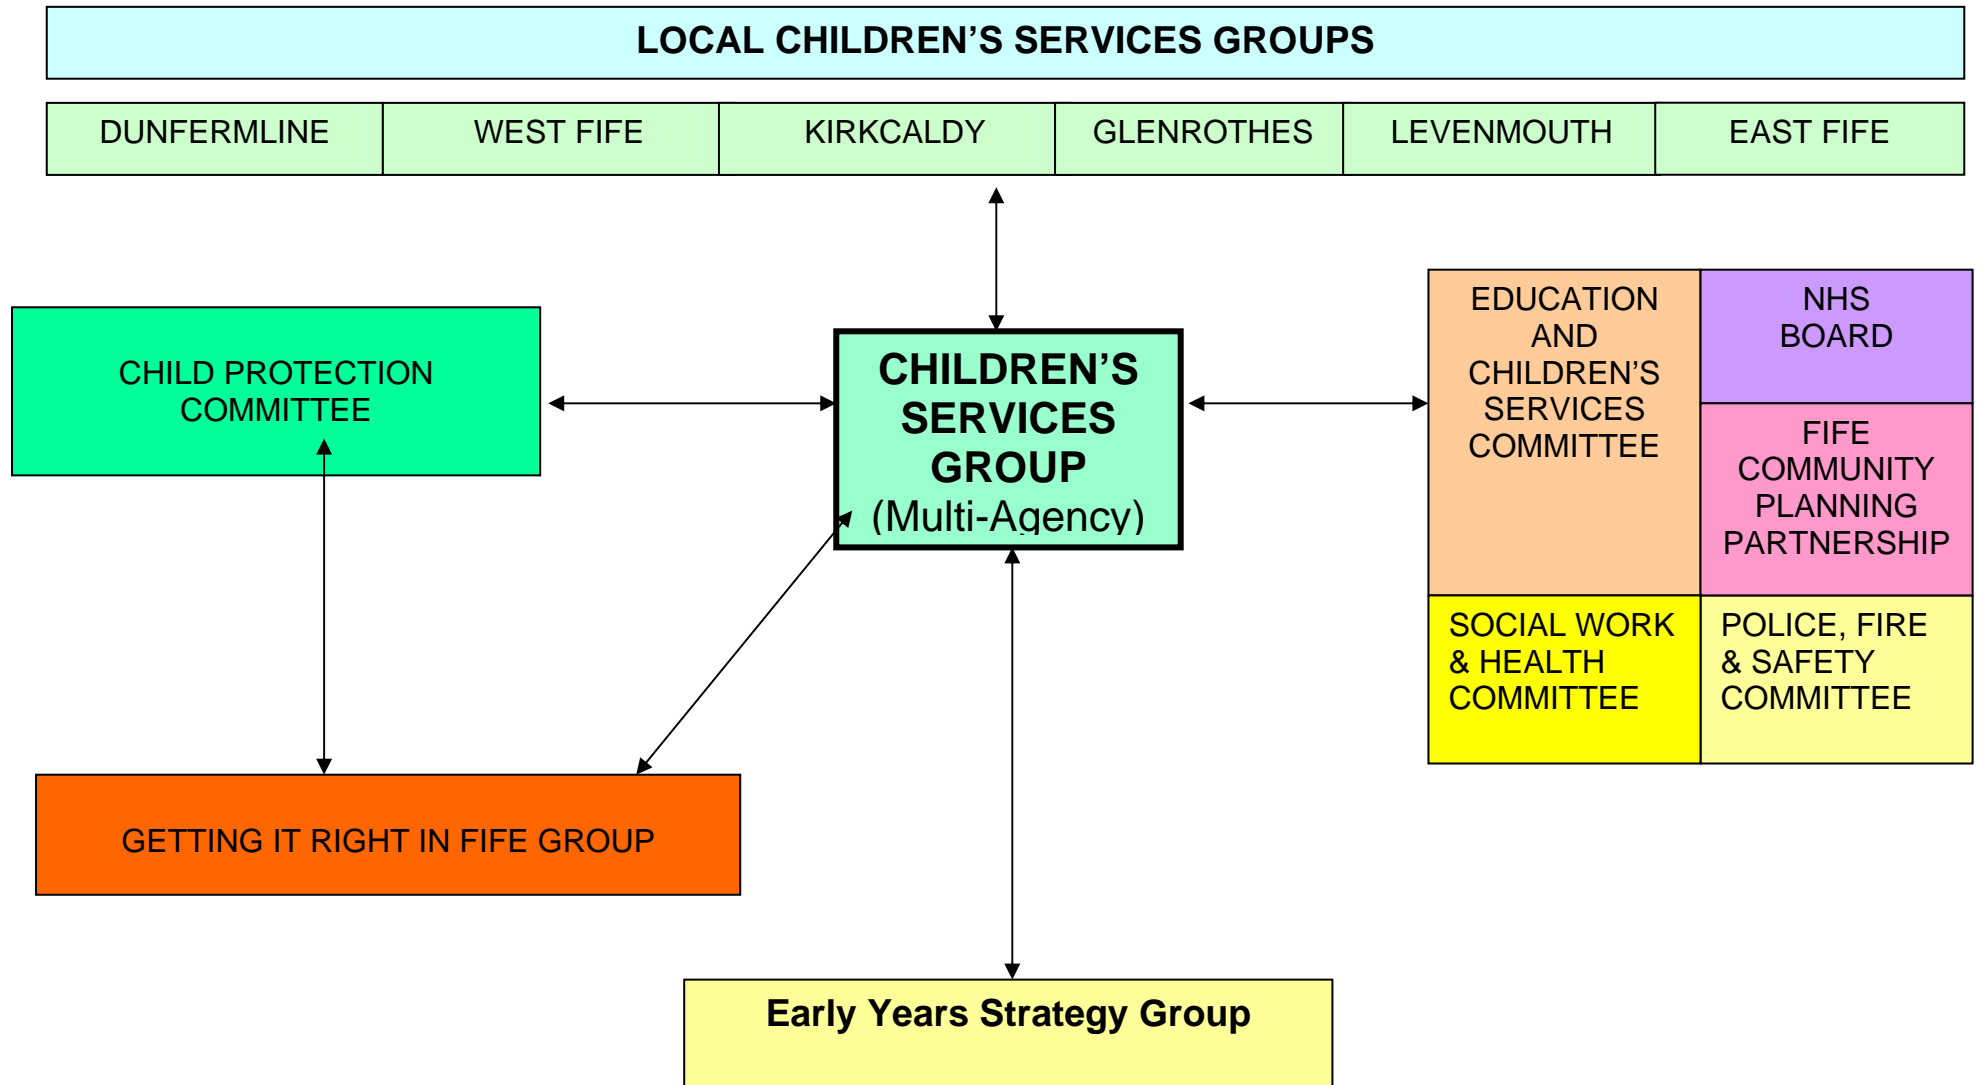 LOCAL CHILDREN’S SERVICES GROUPS
DUNFERMLINE
WEST FIFE
KIRKCALDY
GLENROTHES
LEVENMOUTH
EAST FIFE
CHILD PROTECTION
COMMITTEE
CHILDREN’S
SERVICES
GROUP
(Multi-Agency)
EDUCATION
AND
CHILDREN’S
SERVICES
COMMITTEE
NHS
BOARD
FIFE
COMMUNITY
PLANNING
PARTNERSHIP
SOCIAL WORK
& HEALTH
COMMITTEE
POLICE, FIRE
& SAFETY
COMMITTEE
GETTING IT RIGHT IN FIFE GROUP
Early Years Strategy Group